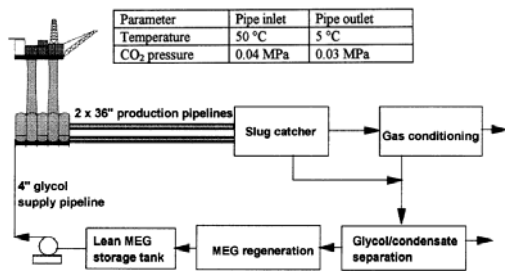 Parameter Pipe inlet Pipe outlet
Temperature 50 °C 5 °C
CO₂ pressure 0.04 MPa 0.03 MPa
2 x 36" production pipelines
Slug catcher
Gas conditioning
4" glycol
supply pipeline
Lean MEG
storage tank
MEG regeneration
Glycol/condensate
separation